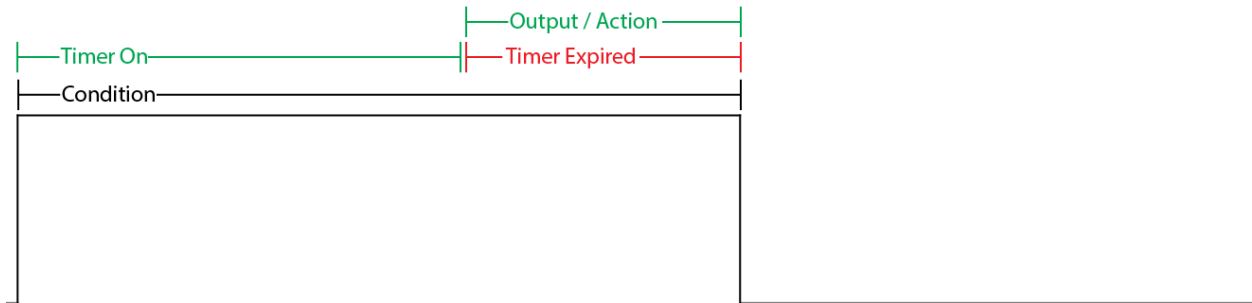 Output / Action
Timer On
Timer Expired
Condition